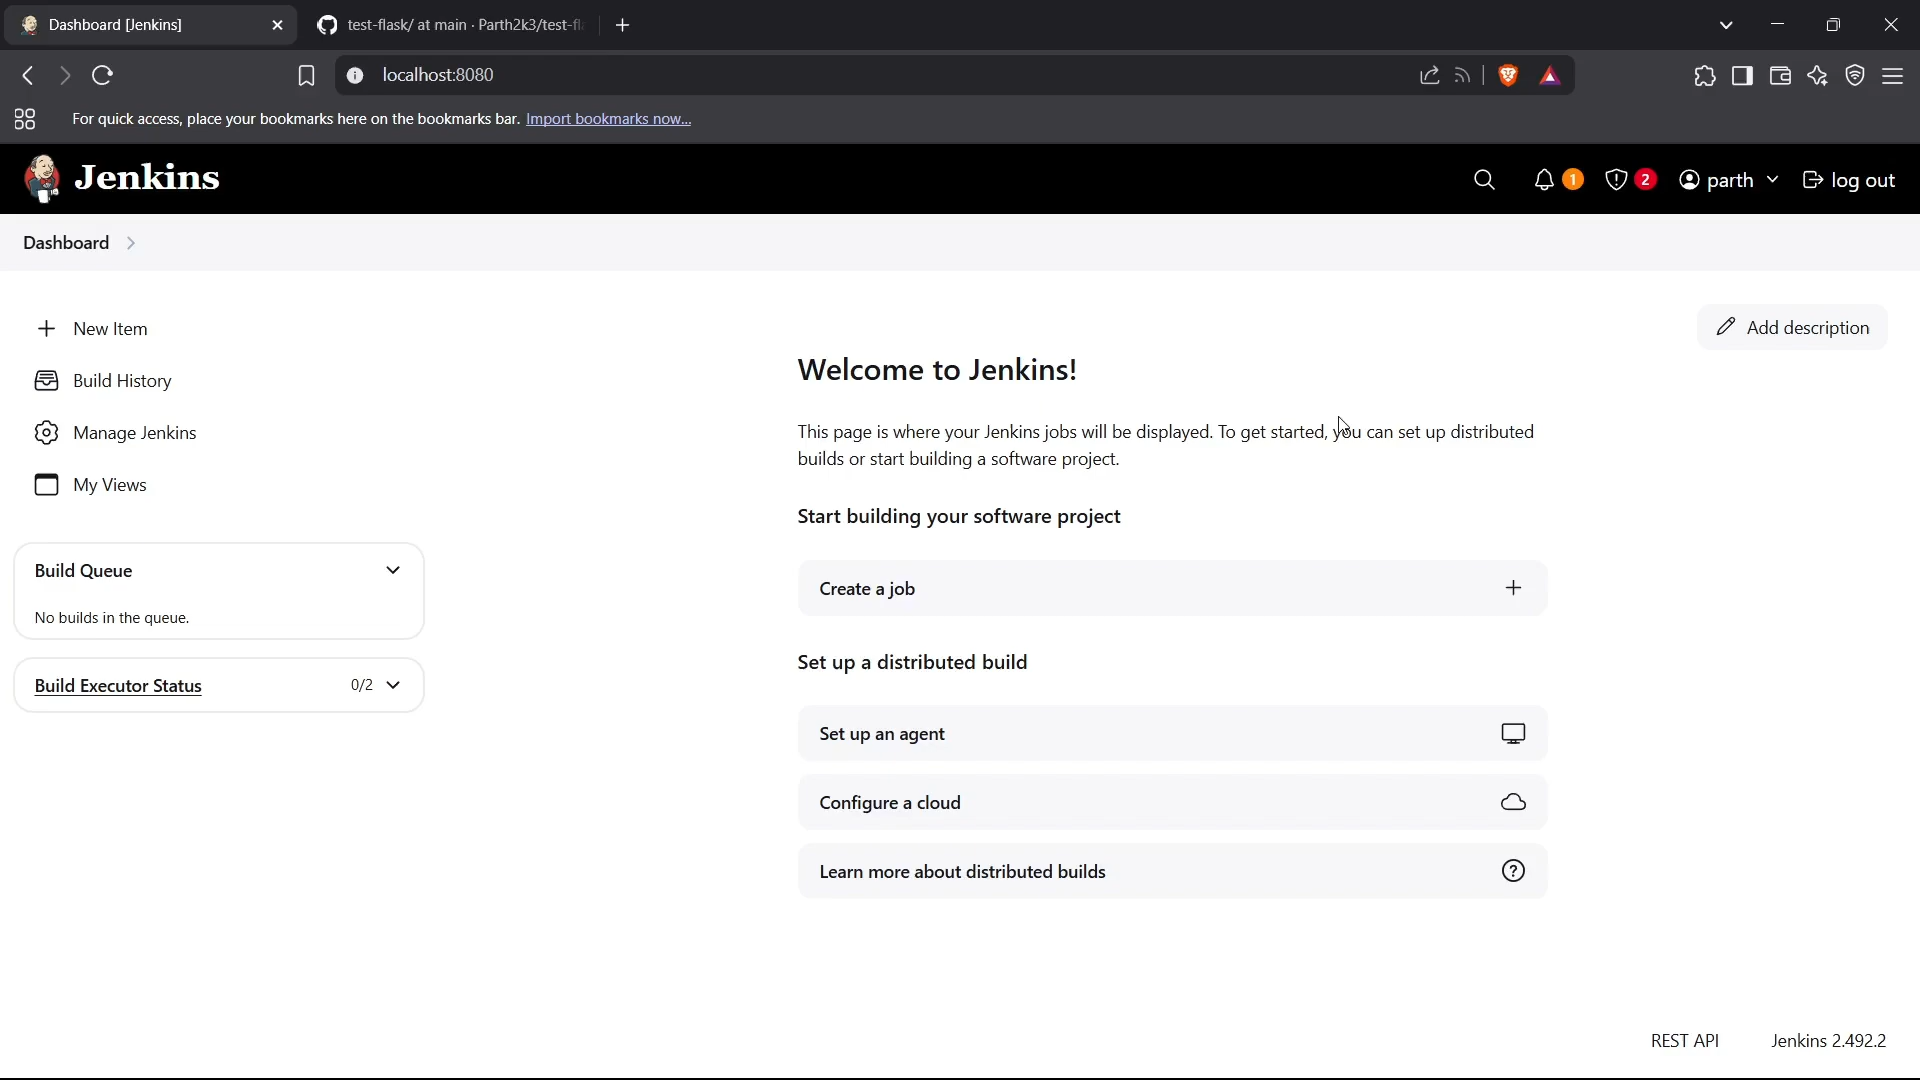 Dashboard [Jenkins]
test-flask/ at main · Parth2k3/test-fl
localhost:8080
For quick access, place your bookmarks here on the bookmarks bar. Import bookmarks now...
Jenkins
1
2
parth
log out
Dashboard
New Item
Build History
Manage Jenkins
My Views
Build Queue
No builds in the queue.
Build Executor Status
0/2
Add description
Welcome to Jenkins!
This page is where your Jenkins jobs will be displayed. To get started, you can set up distributed
builds or start building a software project.
Start building your software project
Create a job
Set up a distributed build
Set up an agent
Configure a cloud
Learn more about distributed builds
REST API
Jenkins 2.492.2